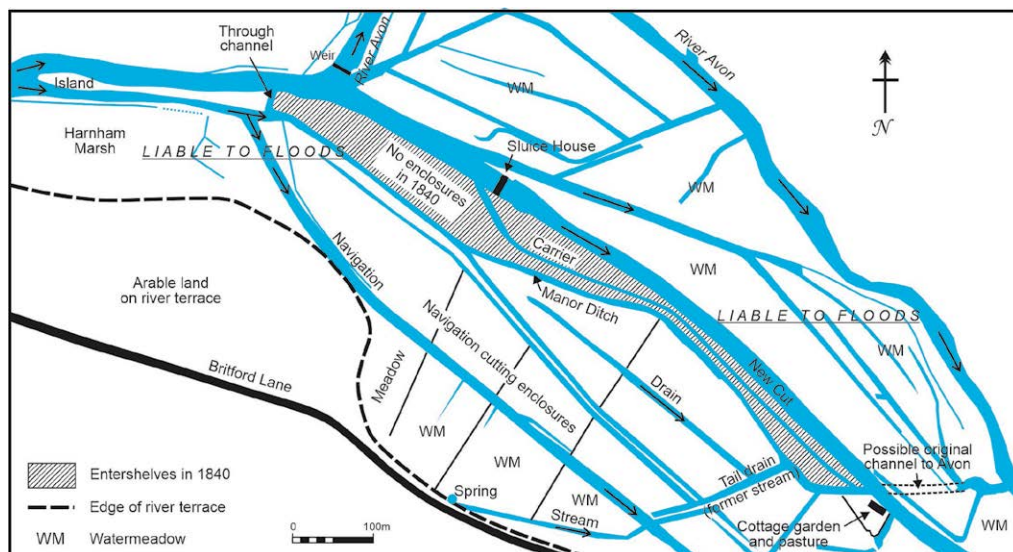 Through
channel
Weir
River Avon
River Avon
Island
WM
N
Harnham
Marsh
LIABLE TO FLOODS
Sluice House
No enclosures
in 1840
WM
Navigation
Carrier
WM
Arable land
on river terrace
Manor Ditch
LIABLE TO FLOODS
Navigation cutting enclosures
WM
Meadow
Britford Lane
Drain
New Cut
WM
Possible original
channel to Avon
Entershelves in 1840
WM
Tail drain
(former stream)
Edge of river terrace
Spring
WM
Stream
WM
WM Watermeadow
0 100m
Cottage garden
and pasture